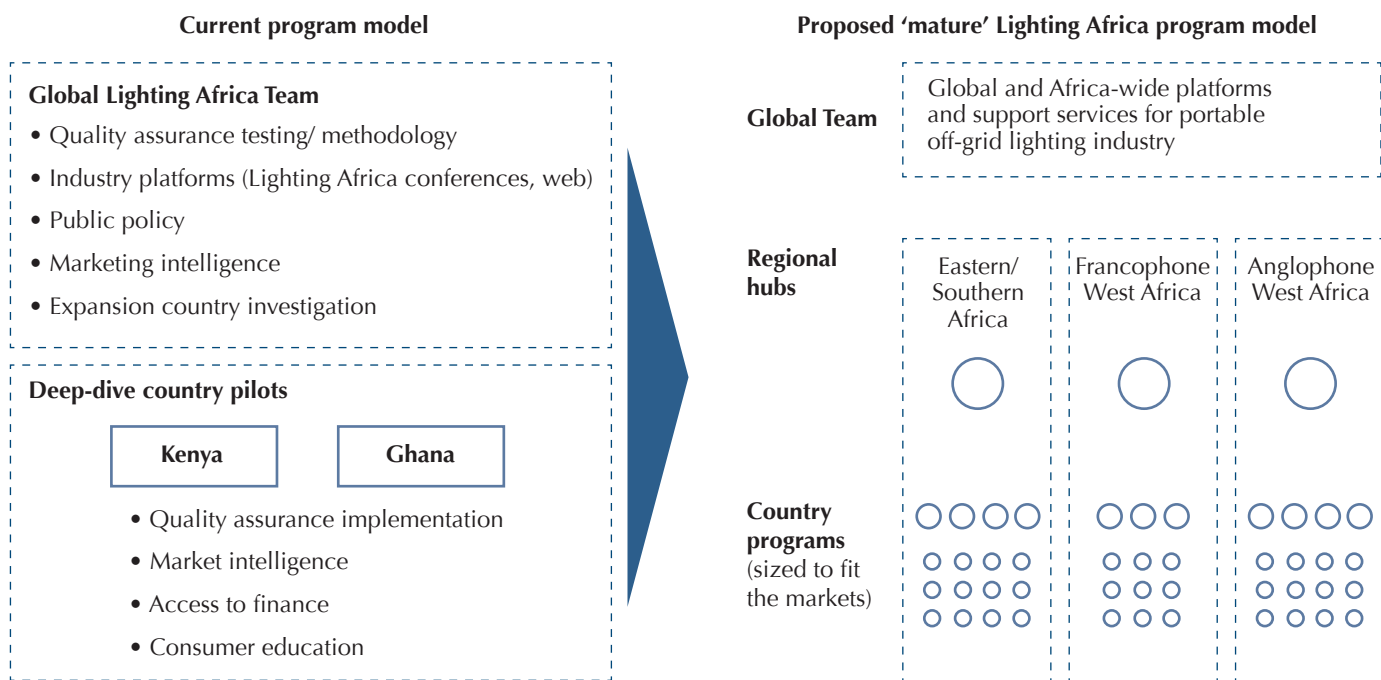 Current program model
Global Lighting Africa Team
• Quality assurance testing/ methodology
• Industry platforms (Lighting Africa conferences, web)
• Public policy
• Marketing intelligence
• Expansion country investigation
Deep-dive country pilots
Kenya
Ghana
• Quality assurance implementation
• Market intelligence
• Access to finance
• Consumer education
Proposed ‘mature’ Lighting Africa program model
Global Team
Global and Africa-wide platforms
and support services for portable
off-grid lighting industry
Regional
hubs
Eastern/
Southern
Africa
Francophone
West Africa
Anglophone
West Africa
Country
programs
(sized to fit
the markets)